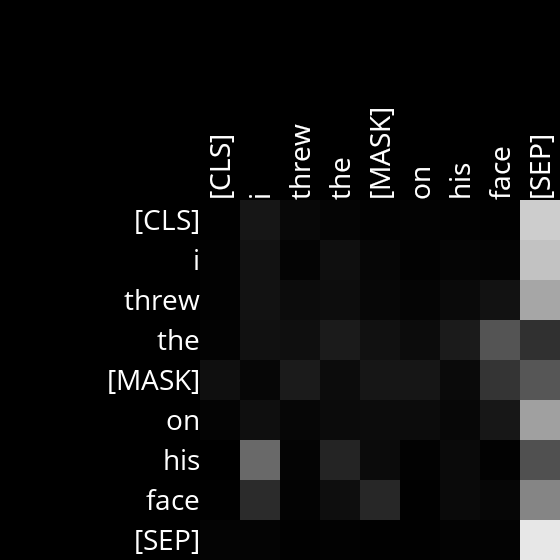 [CLS] i threw the [MASK] on his face [SEP]
[CLS]
i
threw
the
[MASK]
on
his
face
[SEP]